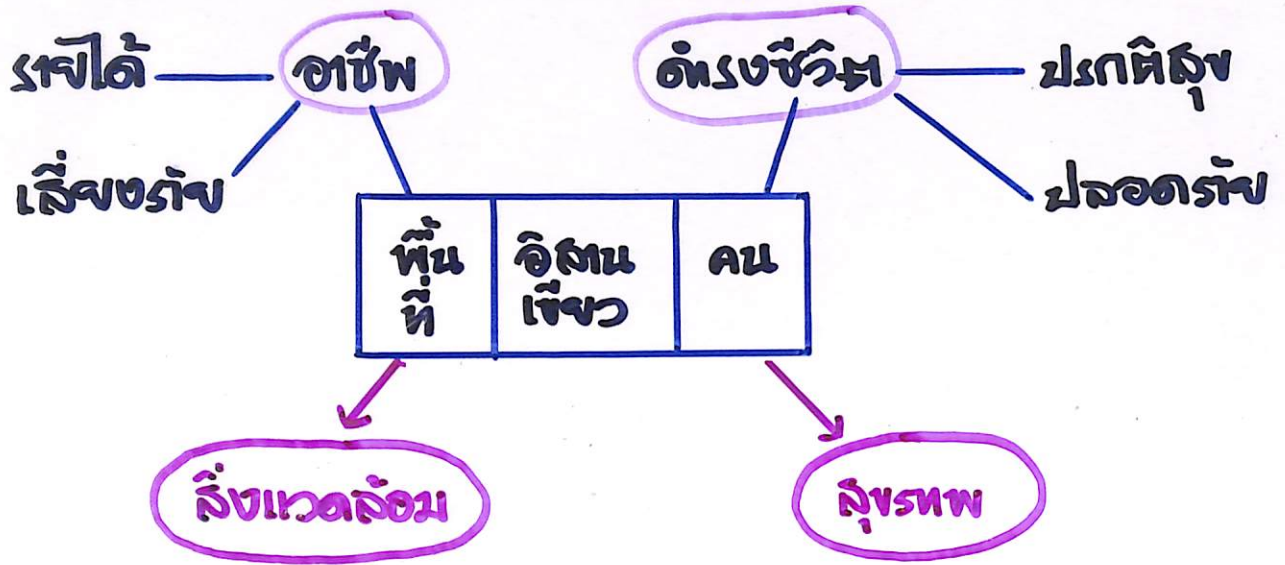 รายได้ อาชีพ ดำรงชีวิต ปรกติสุข
เสี่ยงภัย ปลอดภัย
พื้น อิสาน คน
ที่ เขียว
สิ่งแวดล้อม สุขภาพ